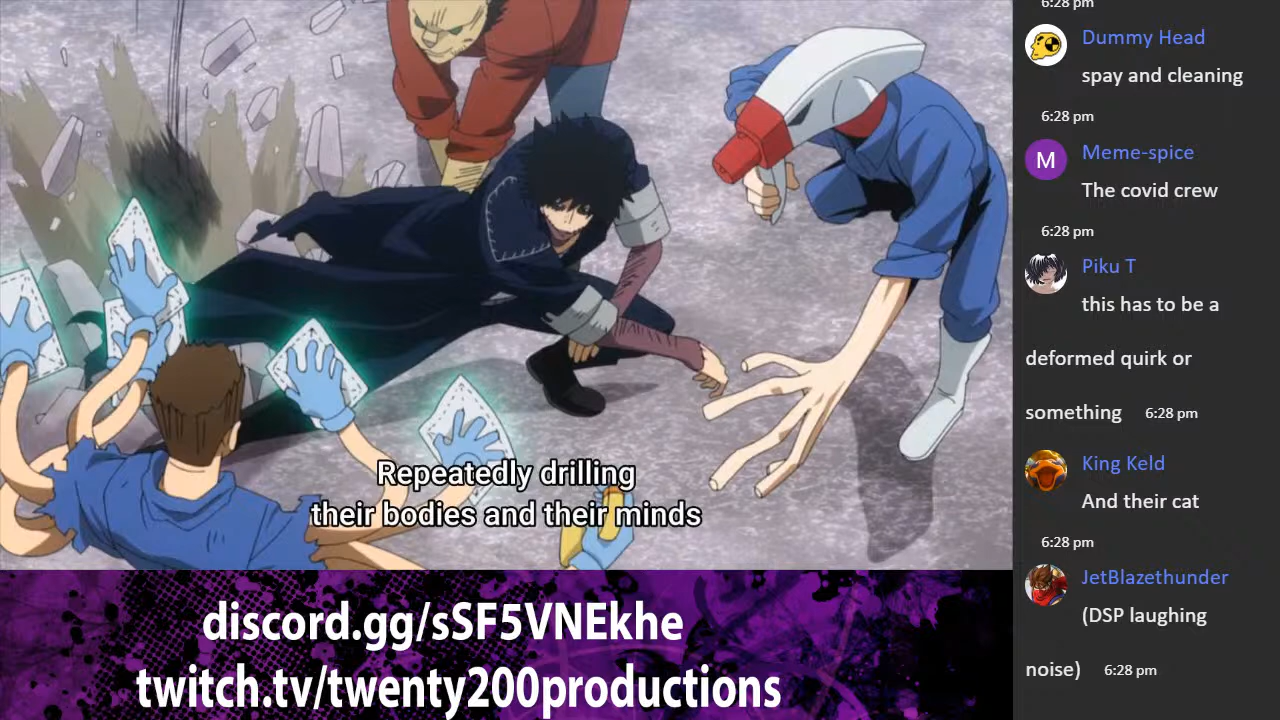 Repeatedly drilling
their bodies and their minds
discord.gg/sSF5VNEkhe
twitch.tv/twenty200productions
6:28 pm
Dummy Head
spay and cleaning
6:28 pm
M
Meme-spice
The covid crew
6:28 pm
Piku T
this has to be a
deformed quirk or
something 6:28 pm
King Keld
And their cat
6:28 pm
JetBlazethunder
(DSP laughing
noise) 6:28 pm